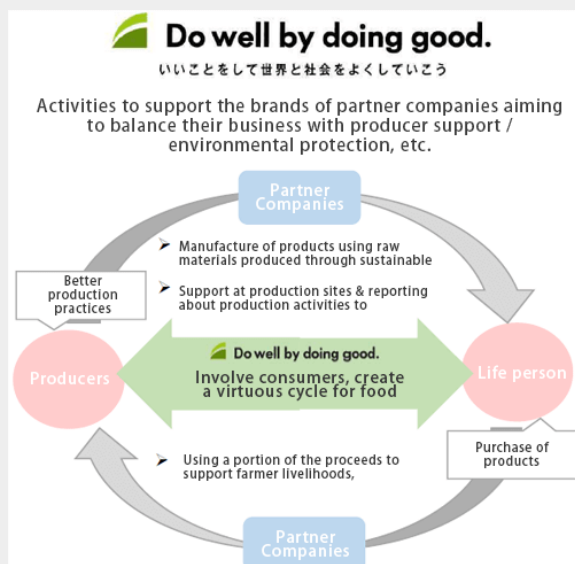 Do well by doing good.
いいことをして世界と社会をよくしていこう
Activities to support the brands of partner companies aiming
to balance their business with producer support /
environmental protection, etc.
Partner
Companies
➤ Manufacture of products using raw
materials produced through sustainable
Better
production
practices
➤ Support at production sites & reporting
about production activities to
Do well by doing good.
Producers
Involve consumers, create
a virtuous cycle for food
Life person
Purchase of
products
➤ Using a portion of the proceeds to
support farmer livelihoods,
Partner
Companies